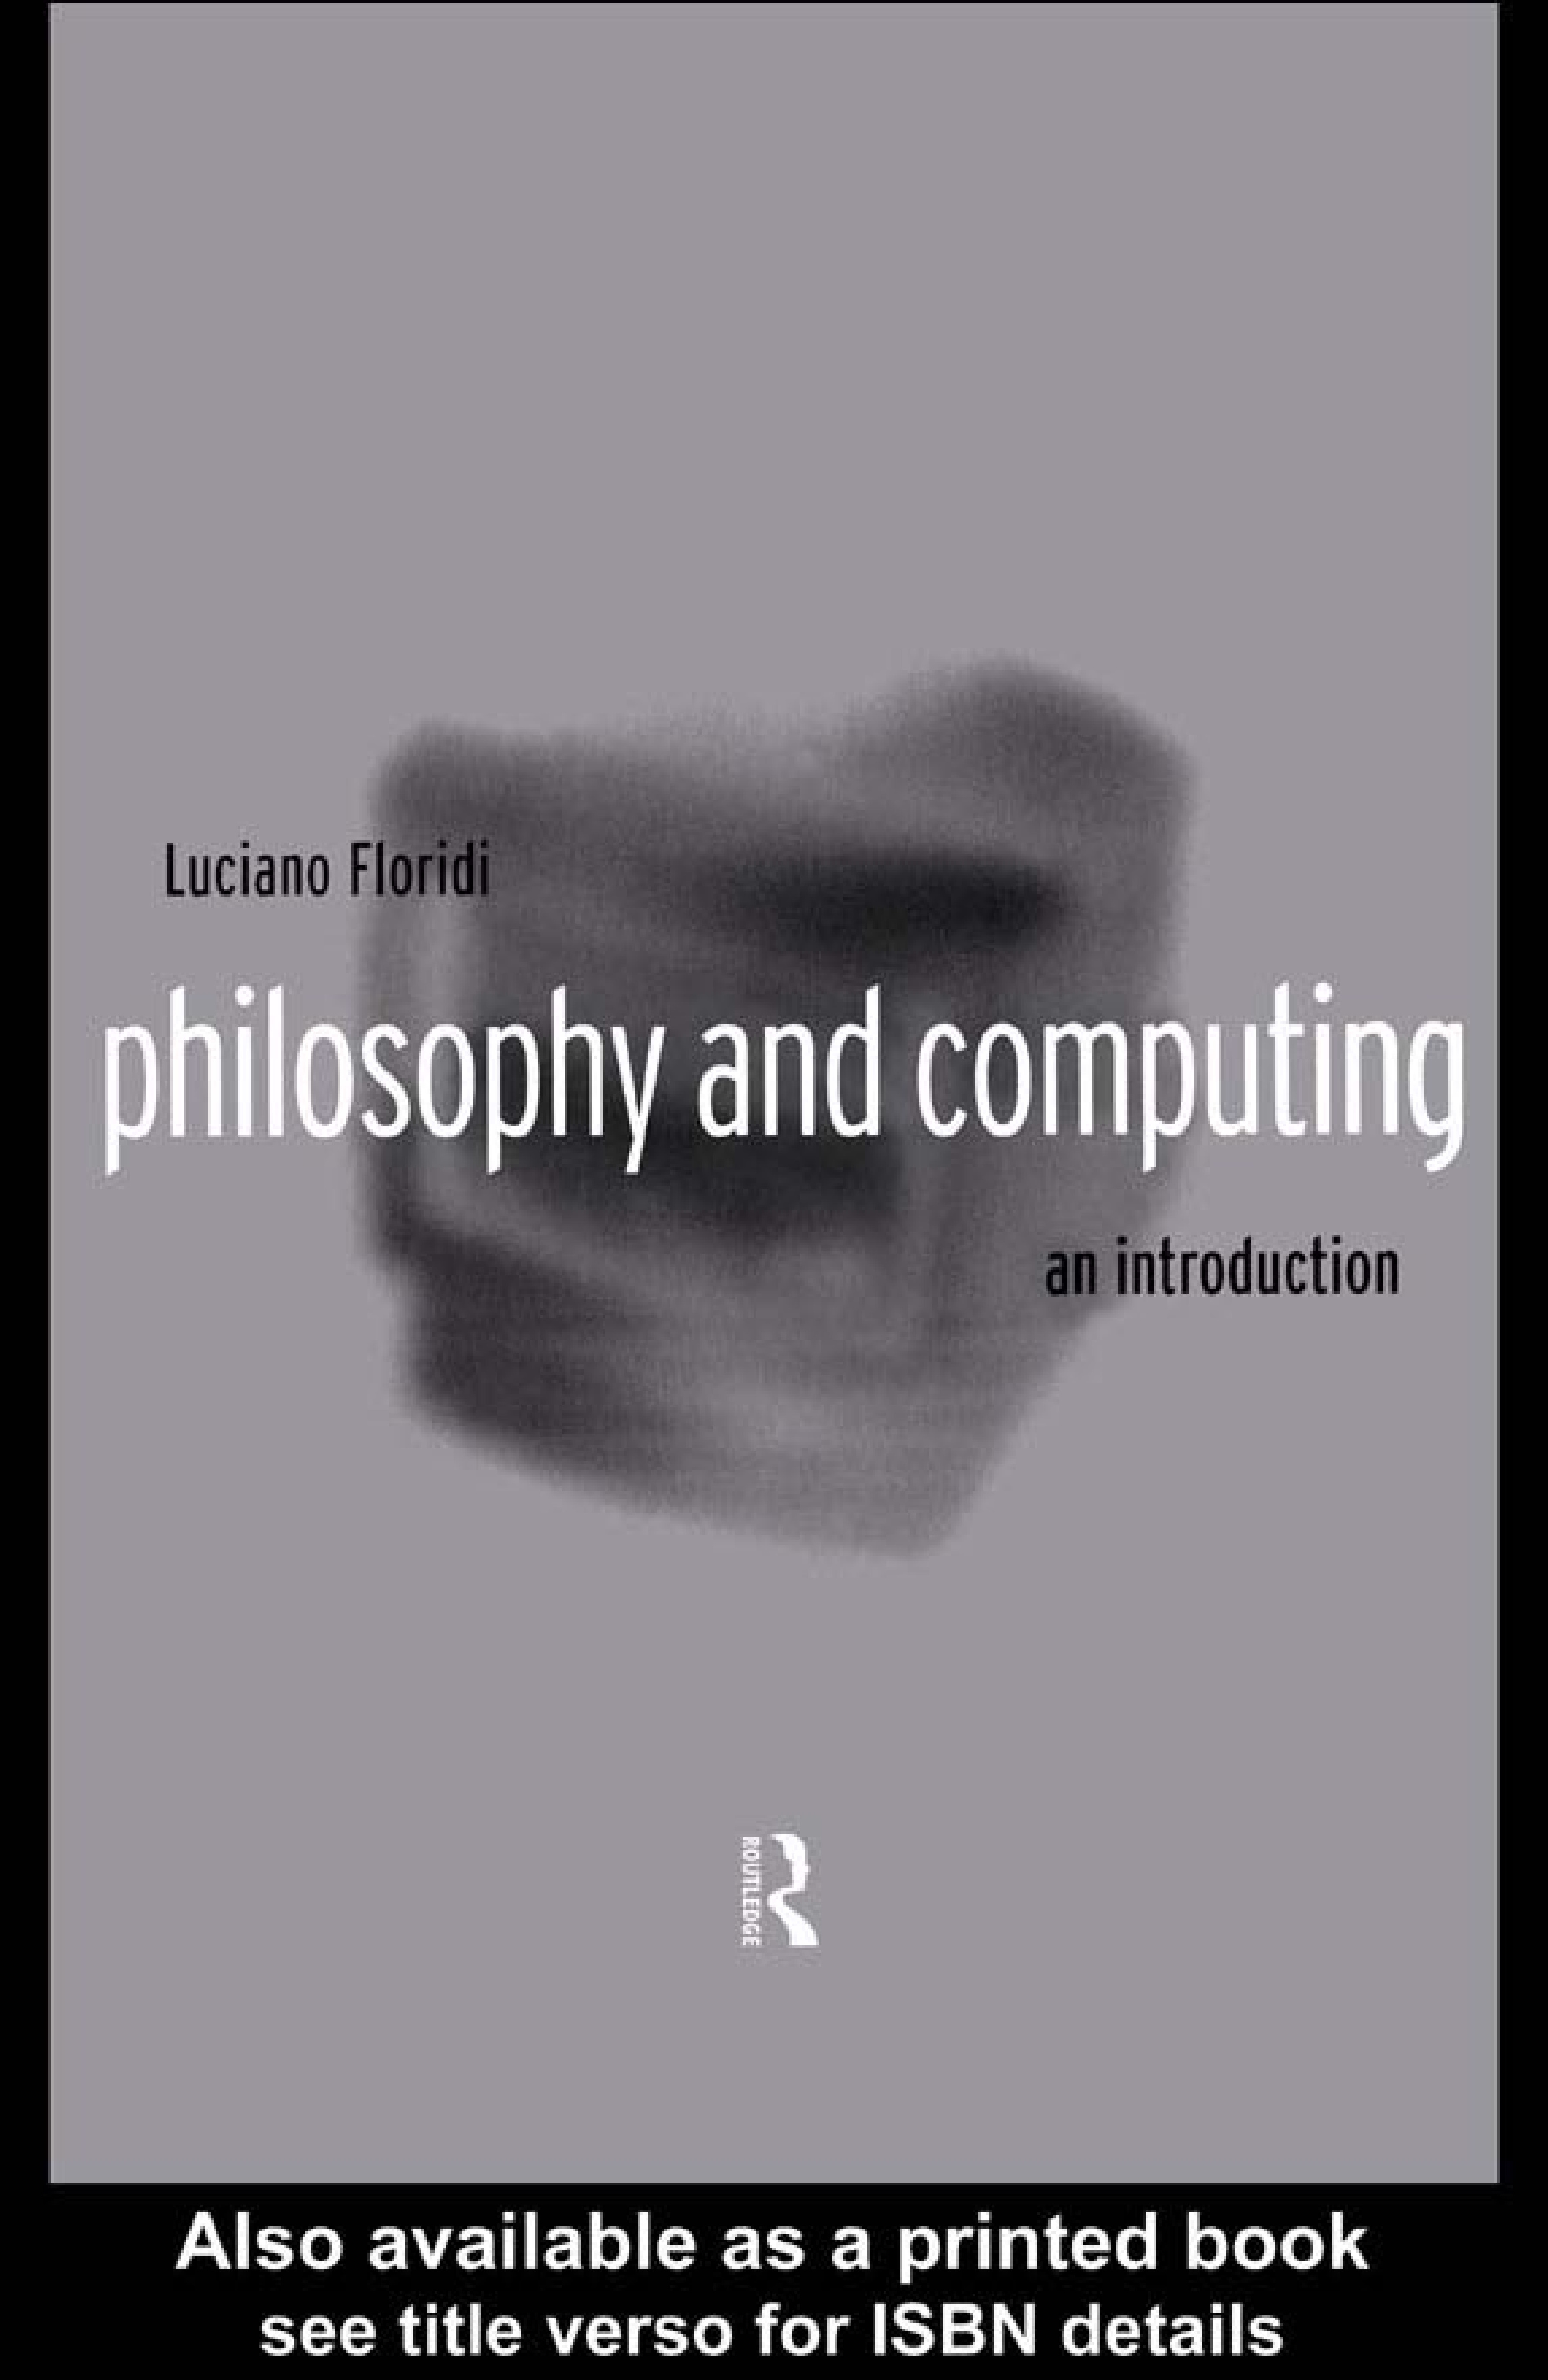 Luciano Floridi
philosophy and computing
an introduction
ROUTLEDGE
Also available as a printed book
see title verso for ISBN details